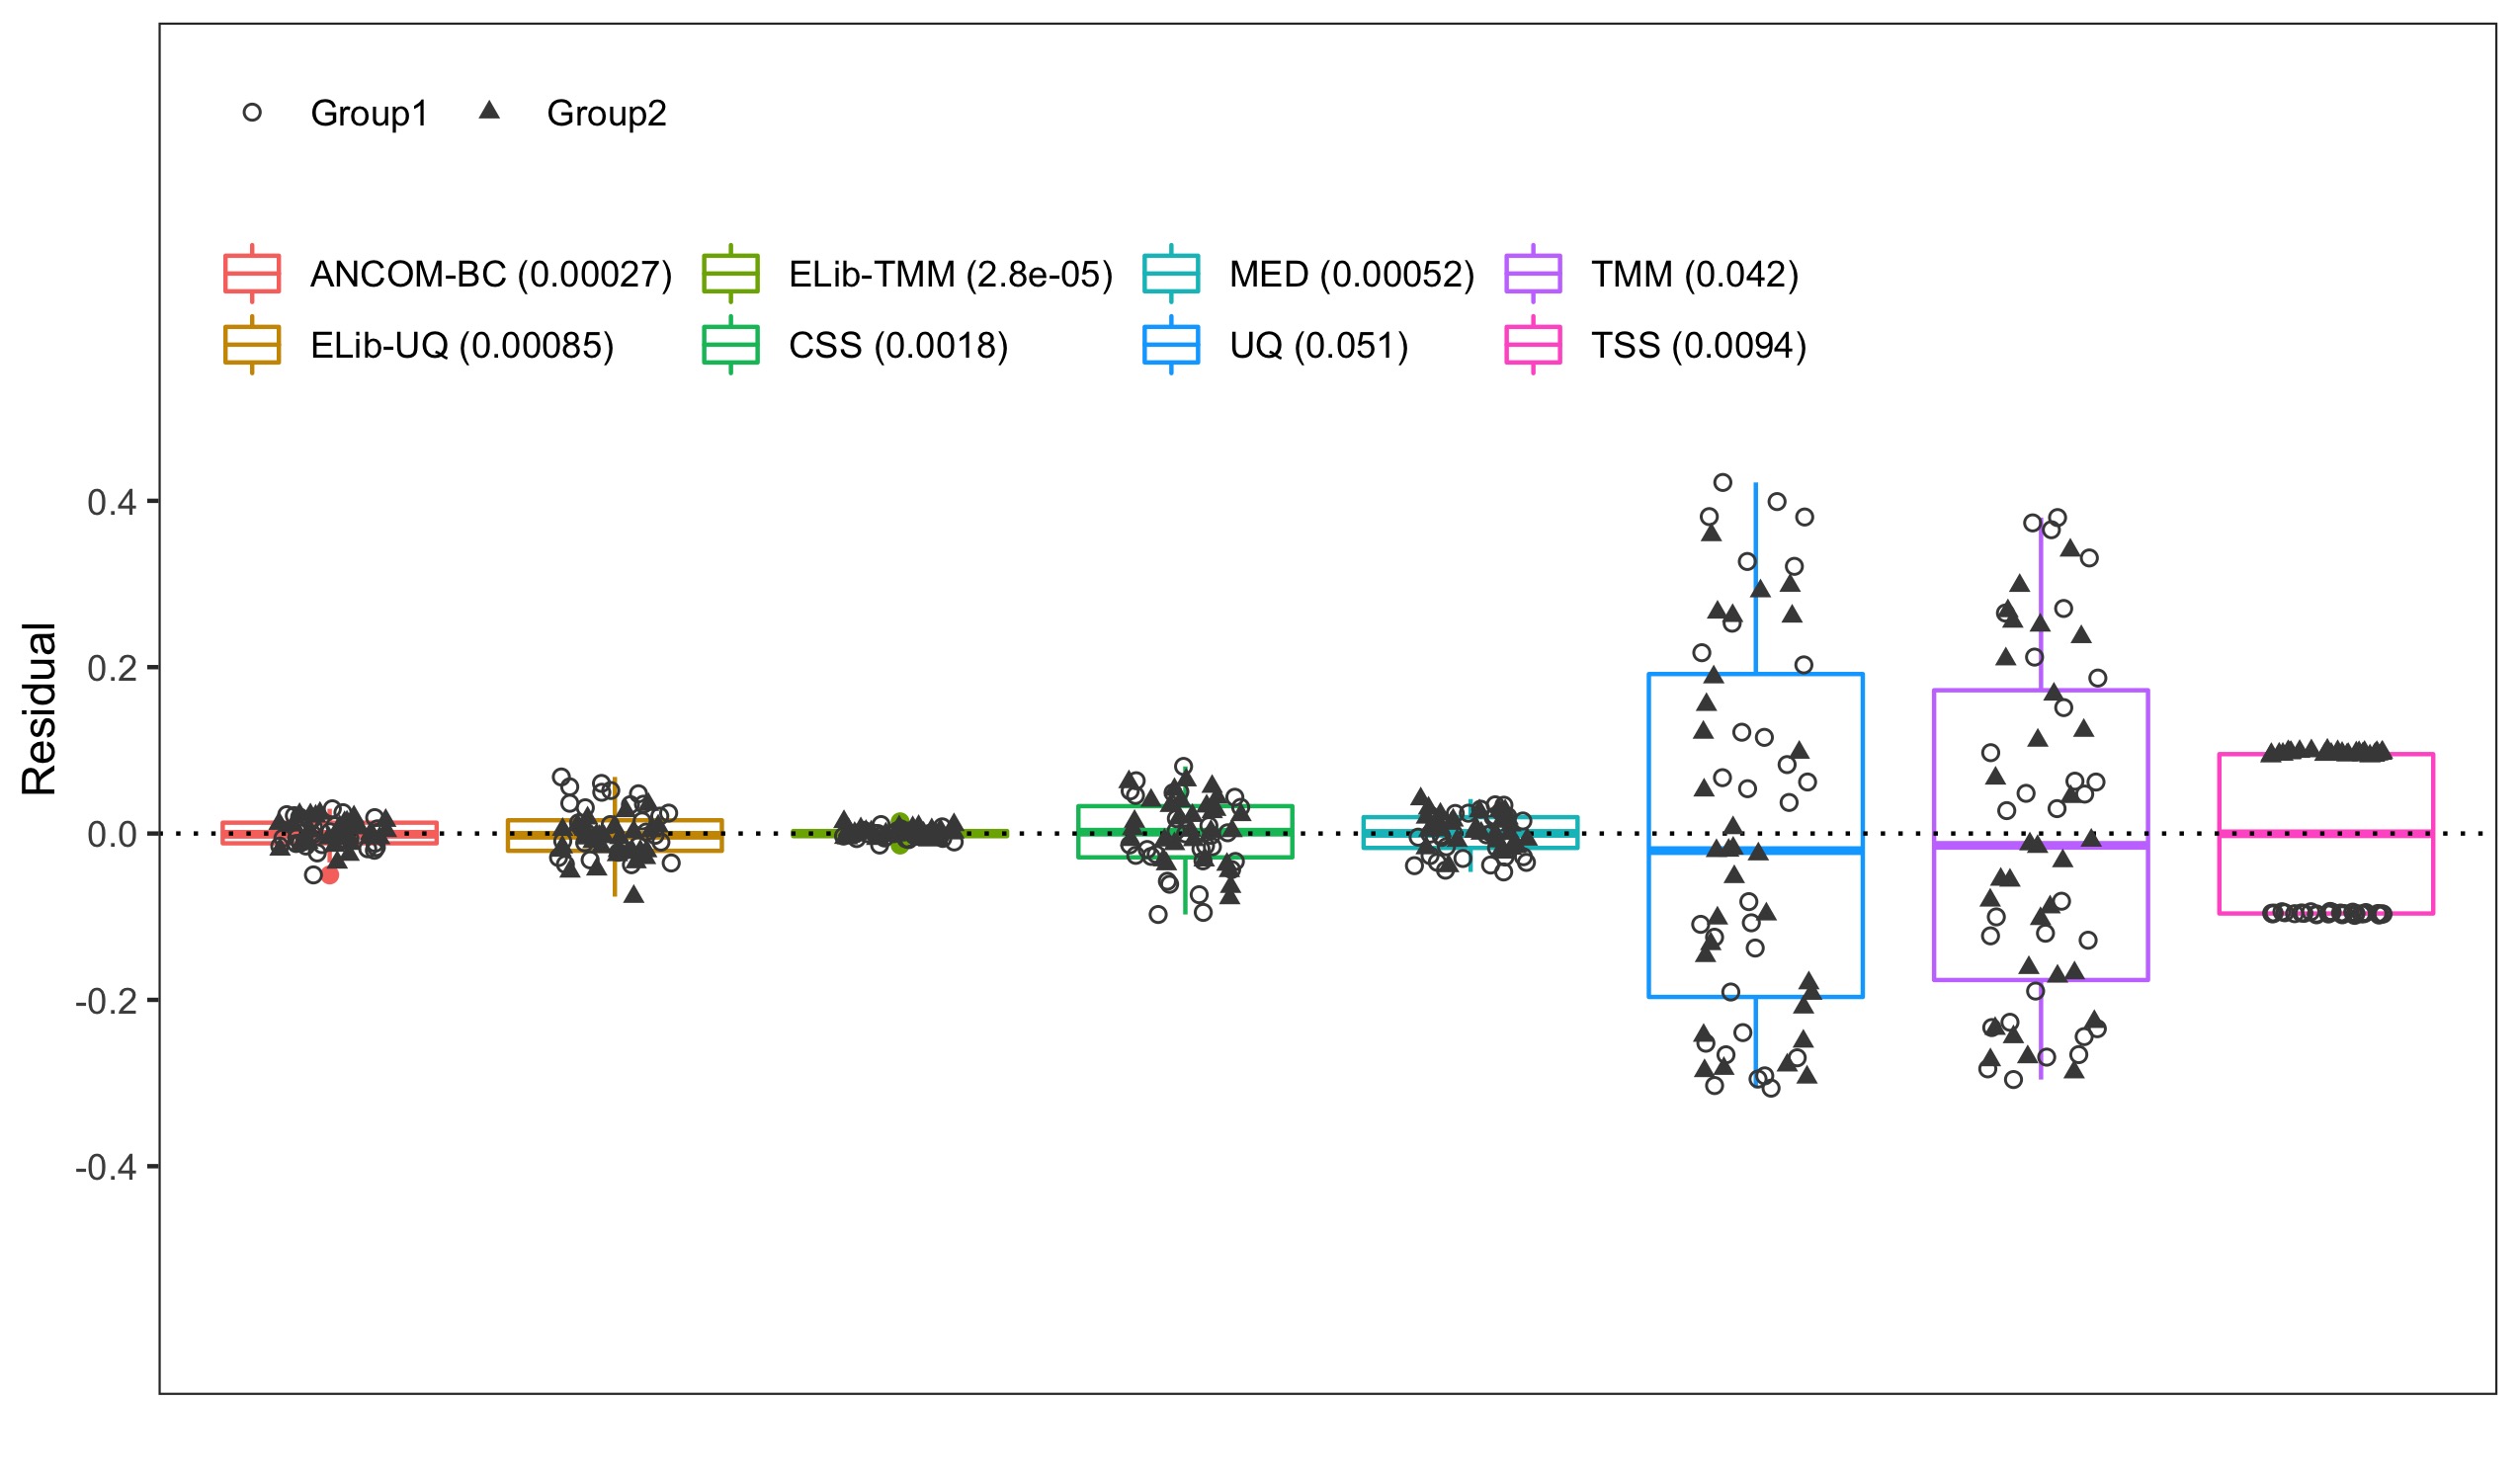 Group1 Group2
ANCOM-BC (0.00027) ELib-TMM (2.8e-05) MED (0.00052) TMM (0.042)
ELib-UQ (0.00085) CSS (0.0018) UQ (0.051) TSS (0.0094)
Residual
0.4
0.2
0.0
-0.2
-0.4